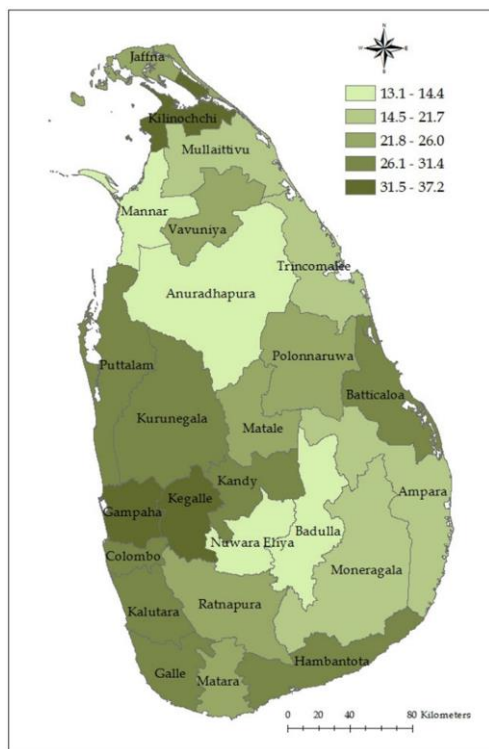 N
W
E
S
Jaffna
13.1 - 14.4
14.5 - 21.7
21.8 - 26.0
26.1 - 31.4
31.5 - 37.2
Kilinochchi
Mullaittivu
Mannar
Vavuniya
Trincomalee
Anuradhapura
Polonnaruwa
Puttalam
Batticaloa
Kurunegala
Matale
Kandy
Kegalle
Ampara
Gampaha
Badulla
Nuwara Eliya
Colombo
Moneragala
Ratnapura
Kalutara
Hambantota
Galle
Matara
0 20 40 80 Kilometers